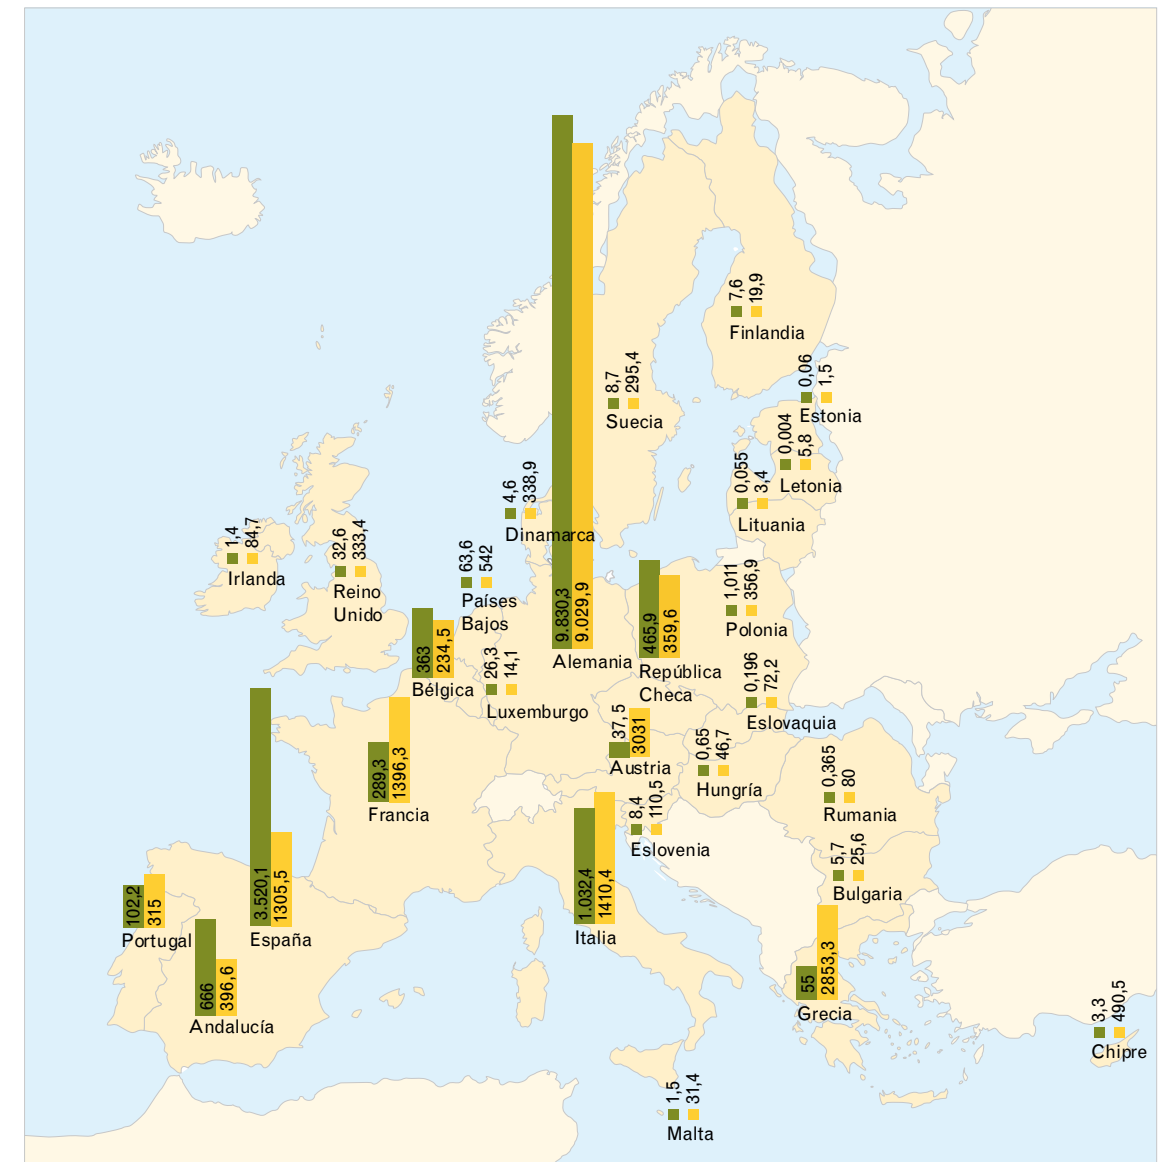 7,6
19,9
Finlandia
8,7
295,4
Suecia
0,06
1,5
Estonia
0,004
5,8
Letonia
0,055
3,4
Lituania
4,6
338,9
Dinamarca
1,4
84,7
Irlanda
32,6
333,4
Reino
Unido
63,6
542
Países
Bajos
9.830,3
9.029,9
Alemania
465,9
359,6
República
Checa
1,011
356,9
Polonia
363
234,5
Bélgica
26,3
14,1
Luxemburgo
0,196
72,2
Eslovaquia
37,5
3031
Austria
0,65
46,7
Hungría
289,3
1396,3
Francia
0,365
80
Rumania
8,4
110,5
Eslovenia
5,7
25,6
Bulgaria
102,2
315
Portugal
3.520,1
1305,5
España
1.032,4
1410,4
Italia
666
396,6
Andalucía
55
2853,3
Grecia
3,3
490,5
Chipre
1,5
31,4
Malta